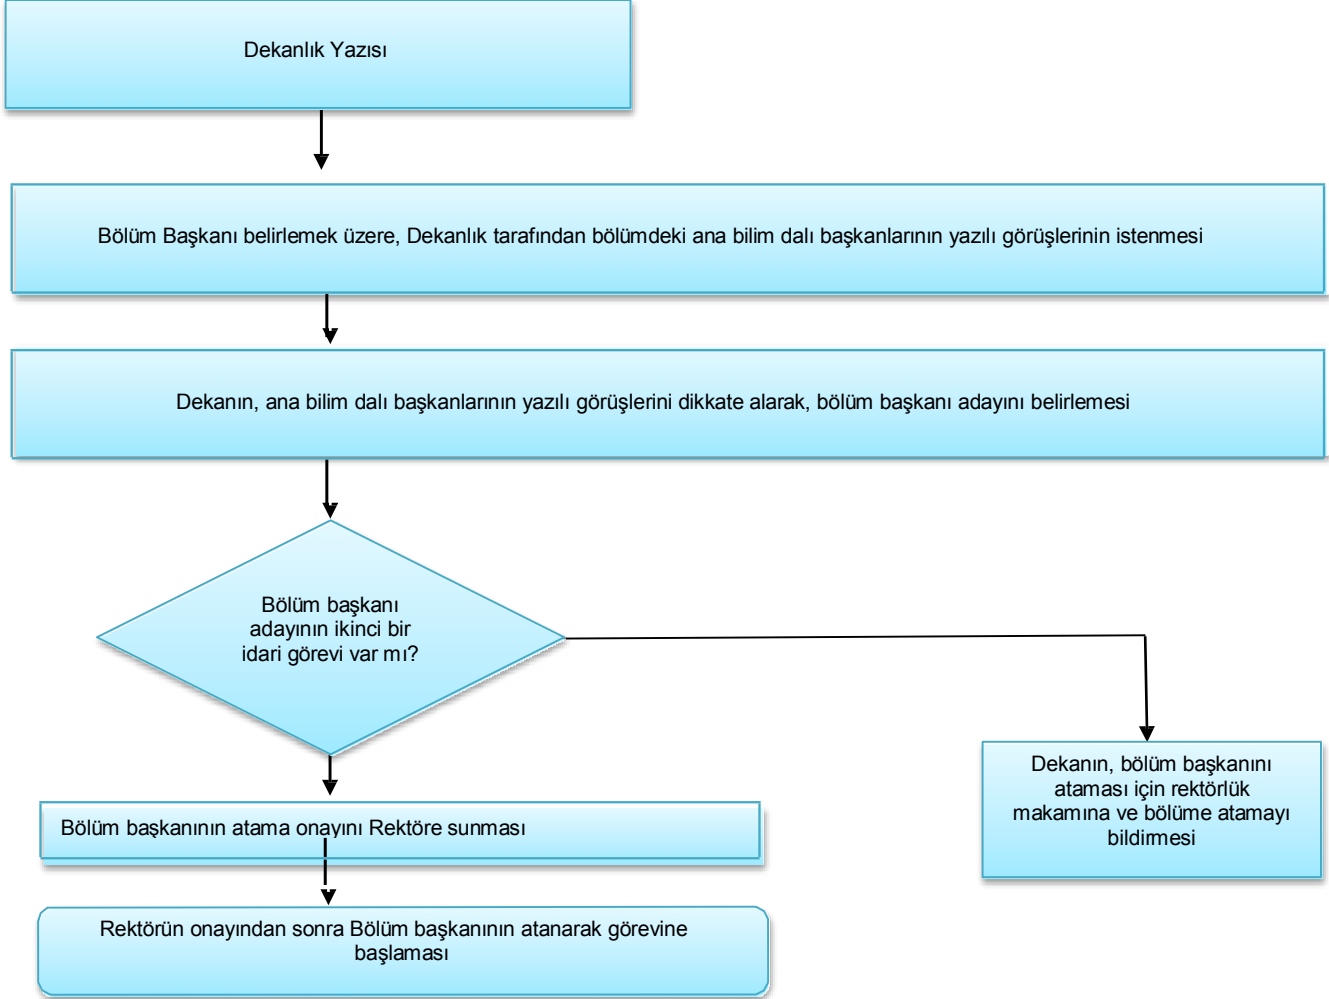 Dekanlık Yazısı
Bölüm Başkanı belirlemek üzere, Dekanlık tarafından bölümdeki ana bilim dalı başkanlarının yazılı görüşlerinin istenmesi
Dekanın, ana bilim dalı başkanlarının yazılı görüşlerini dikkate alarak, bölüm başkanı adayını belirlemesi
Bölüm başkanı
adayının ikinci bir
idari görevi var mı?
Dekanın, bölüm başkanını
ataması için rektörlük
makamına ve bölüme atamayı
bildirmesi
Bölüm başkanının atama onayını Rektöre sunması
Rektörün onayından sonra Bölüm başkanının atanarak görevine
başlaması